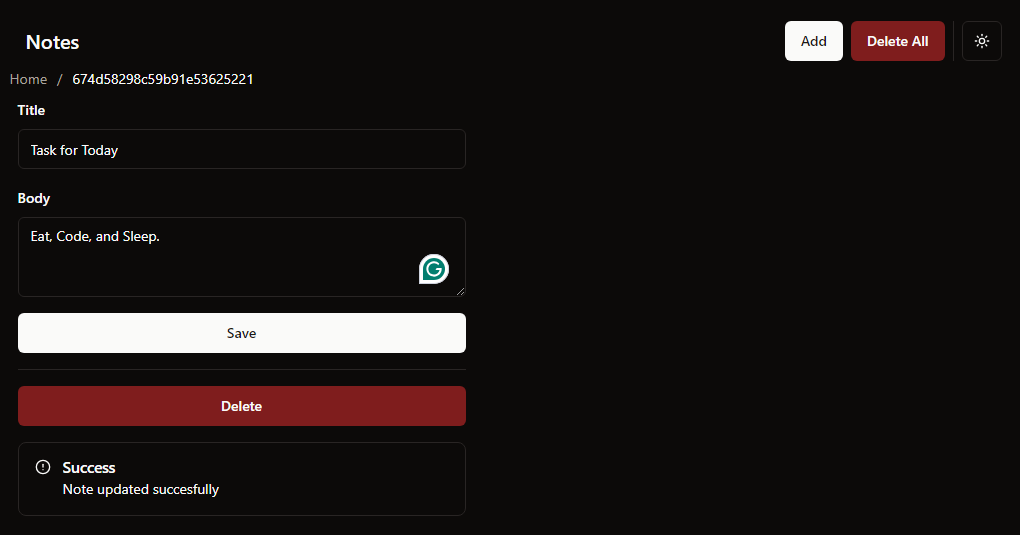 Notes
Add
Delete All
Home / 674d58298c59b91e53625221
Title
Task for Today
Body
Eat, Code, and Sleep.
G
Save
Delete
Success
Note updated succesfully